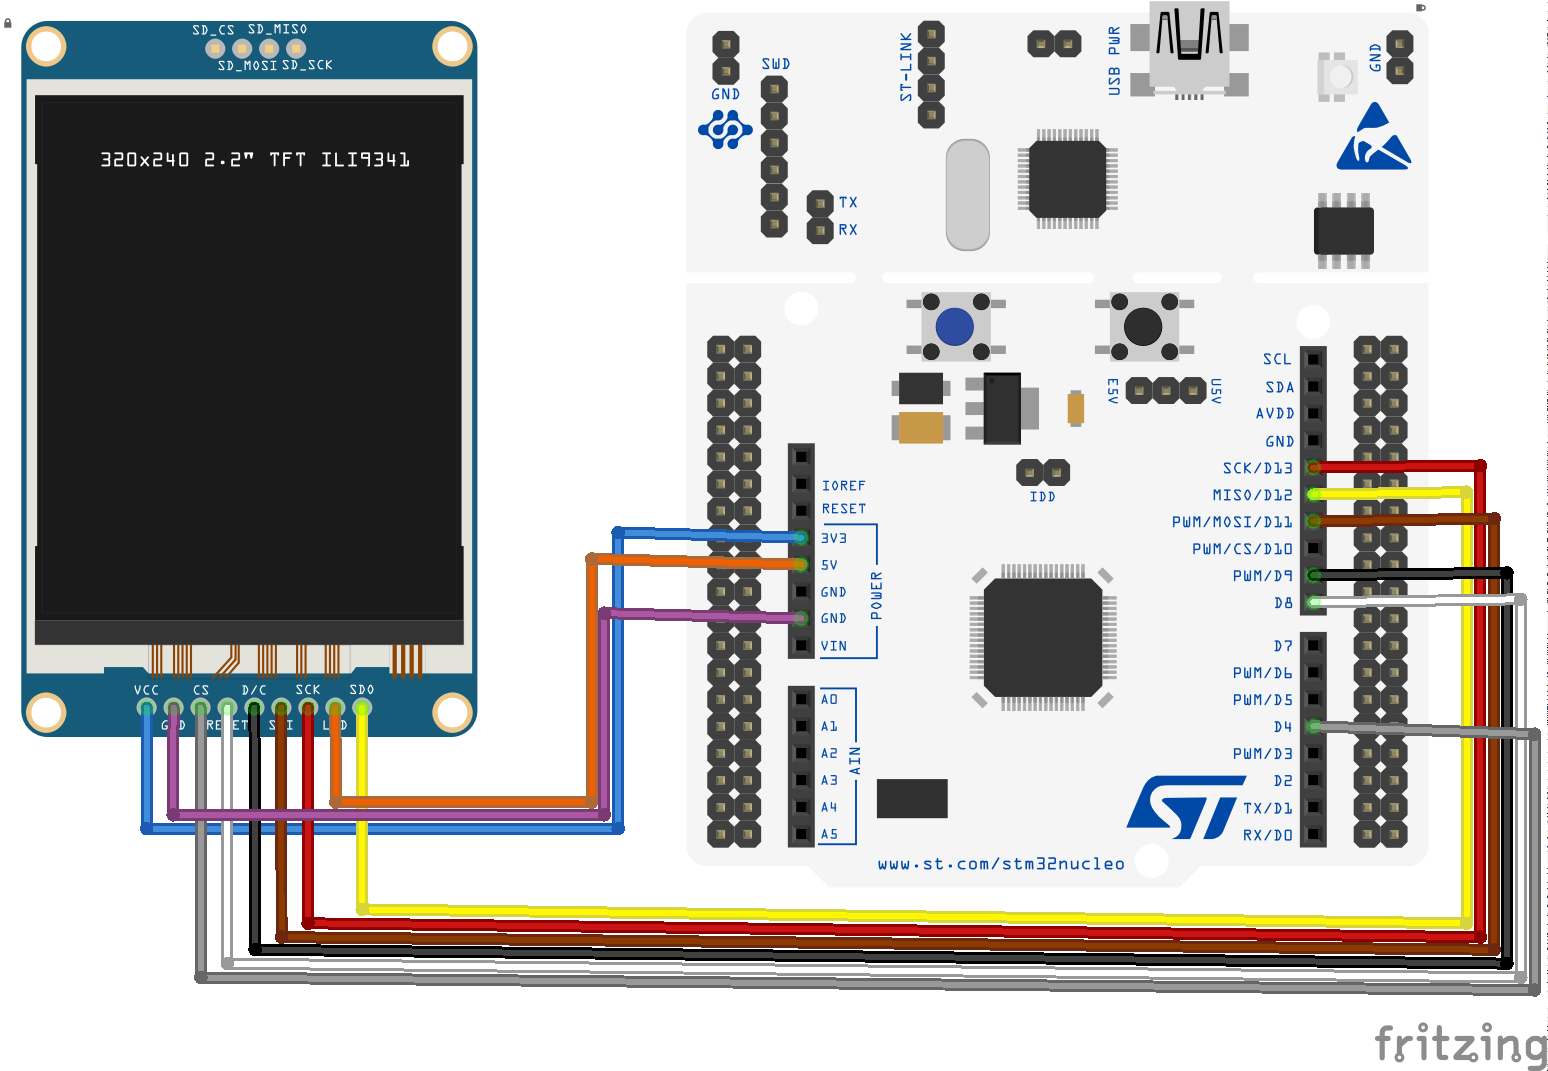 SD_CS SD_MISO
SD_MOSI SD_SCK
320x240 2.2" TFT ILI9341
VCC CS D/C SCK SDO
RESET
GND
SWD
TX
RX
ST-LINK
USB PWR
GND
E5V
U5V
IDD
IOREF
RESET
3V3
5V
GND
GND
VIN
POWER
A0
A1
A2
A3
A4
A5
AIN
SCL
SDA
AVDD
GND
SCK/D13
MISO/D12
PWM/MOSI/D11
PWM/CS/D10
PWM/D9
D8
D7
PWM/D6
PWM/D5
D4
PWM/D3
D2
TX/D1
RX/D0
ST
www.st.com/stm32nucleo
fritzing